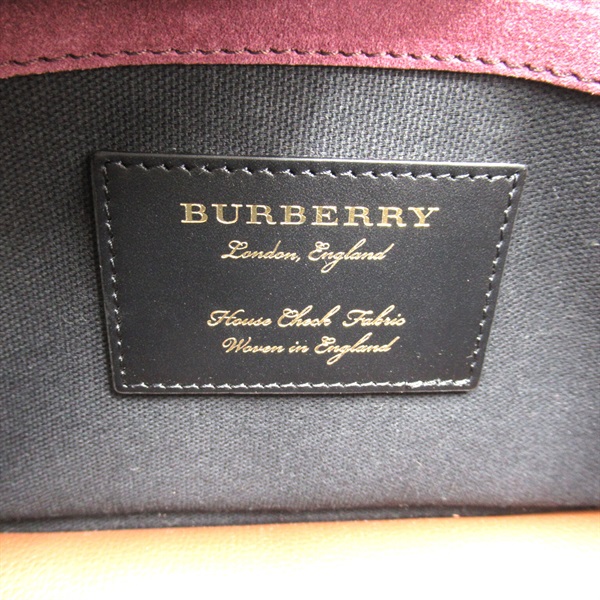 BURBERRY
London, England
House Check Fabric
Woven in England